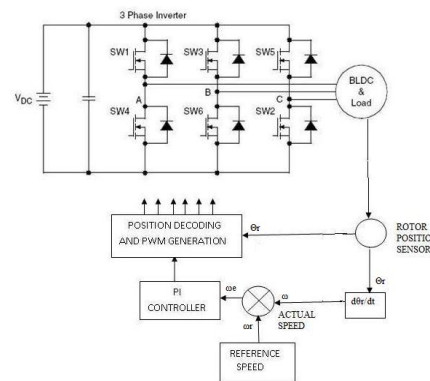 3 Phase Inverter
SW1
SW3
SW5
BLDC
&
Load
VDC
A
B
C
SW4
SW6
SW2
POSITION DECODING
AND PWM GENERATION
Θr
ROTOR
POSITION
SENSOR
Θr
PI
CONTROLLER
ωe
ω
dθr/dt
ACTUAL
SPEED
ωr
REFERENCE
SPEED